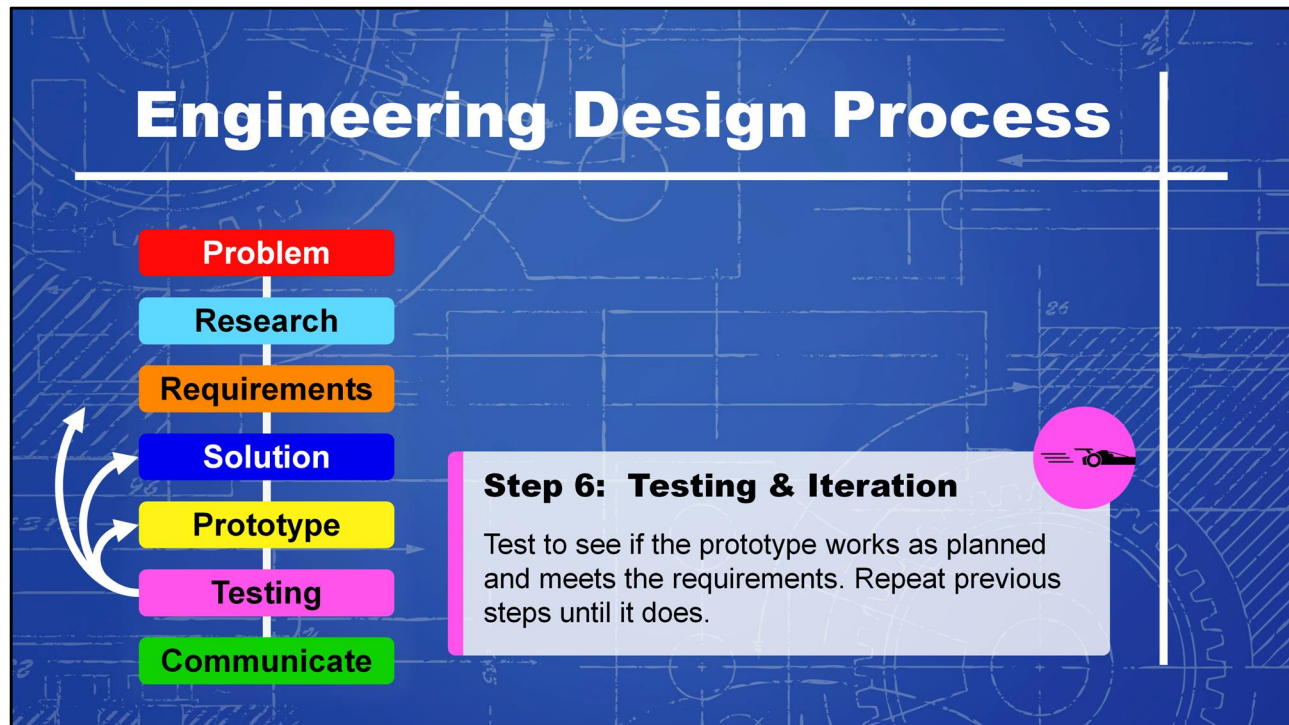 Engineering Design Process
Problem
Research
Requirements
Solution
Prototype
Testing
Communicate
Step 6:  Testing & Iteration
Test to see if the prototype works as planned
and meets the requirements. Repeat previous
steps until it does.
26